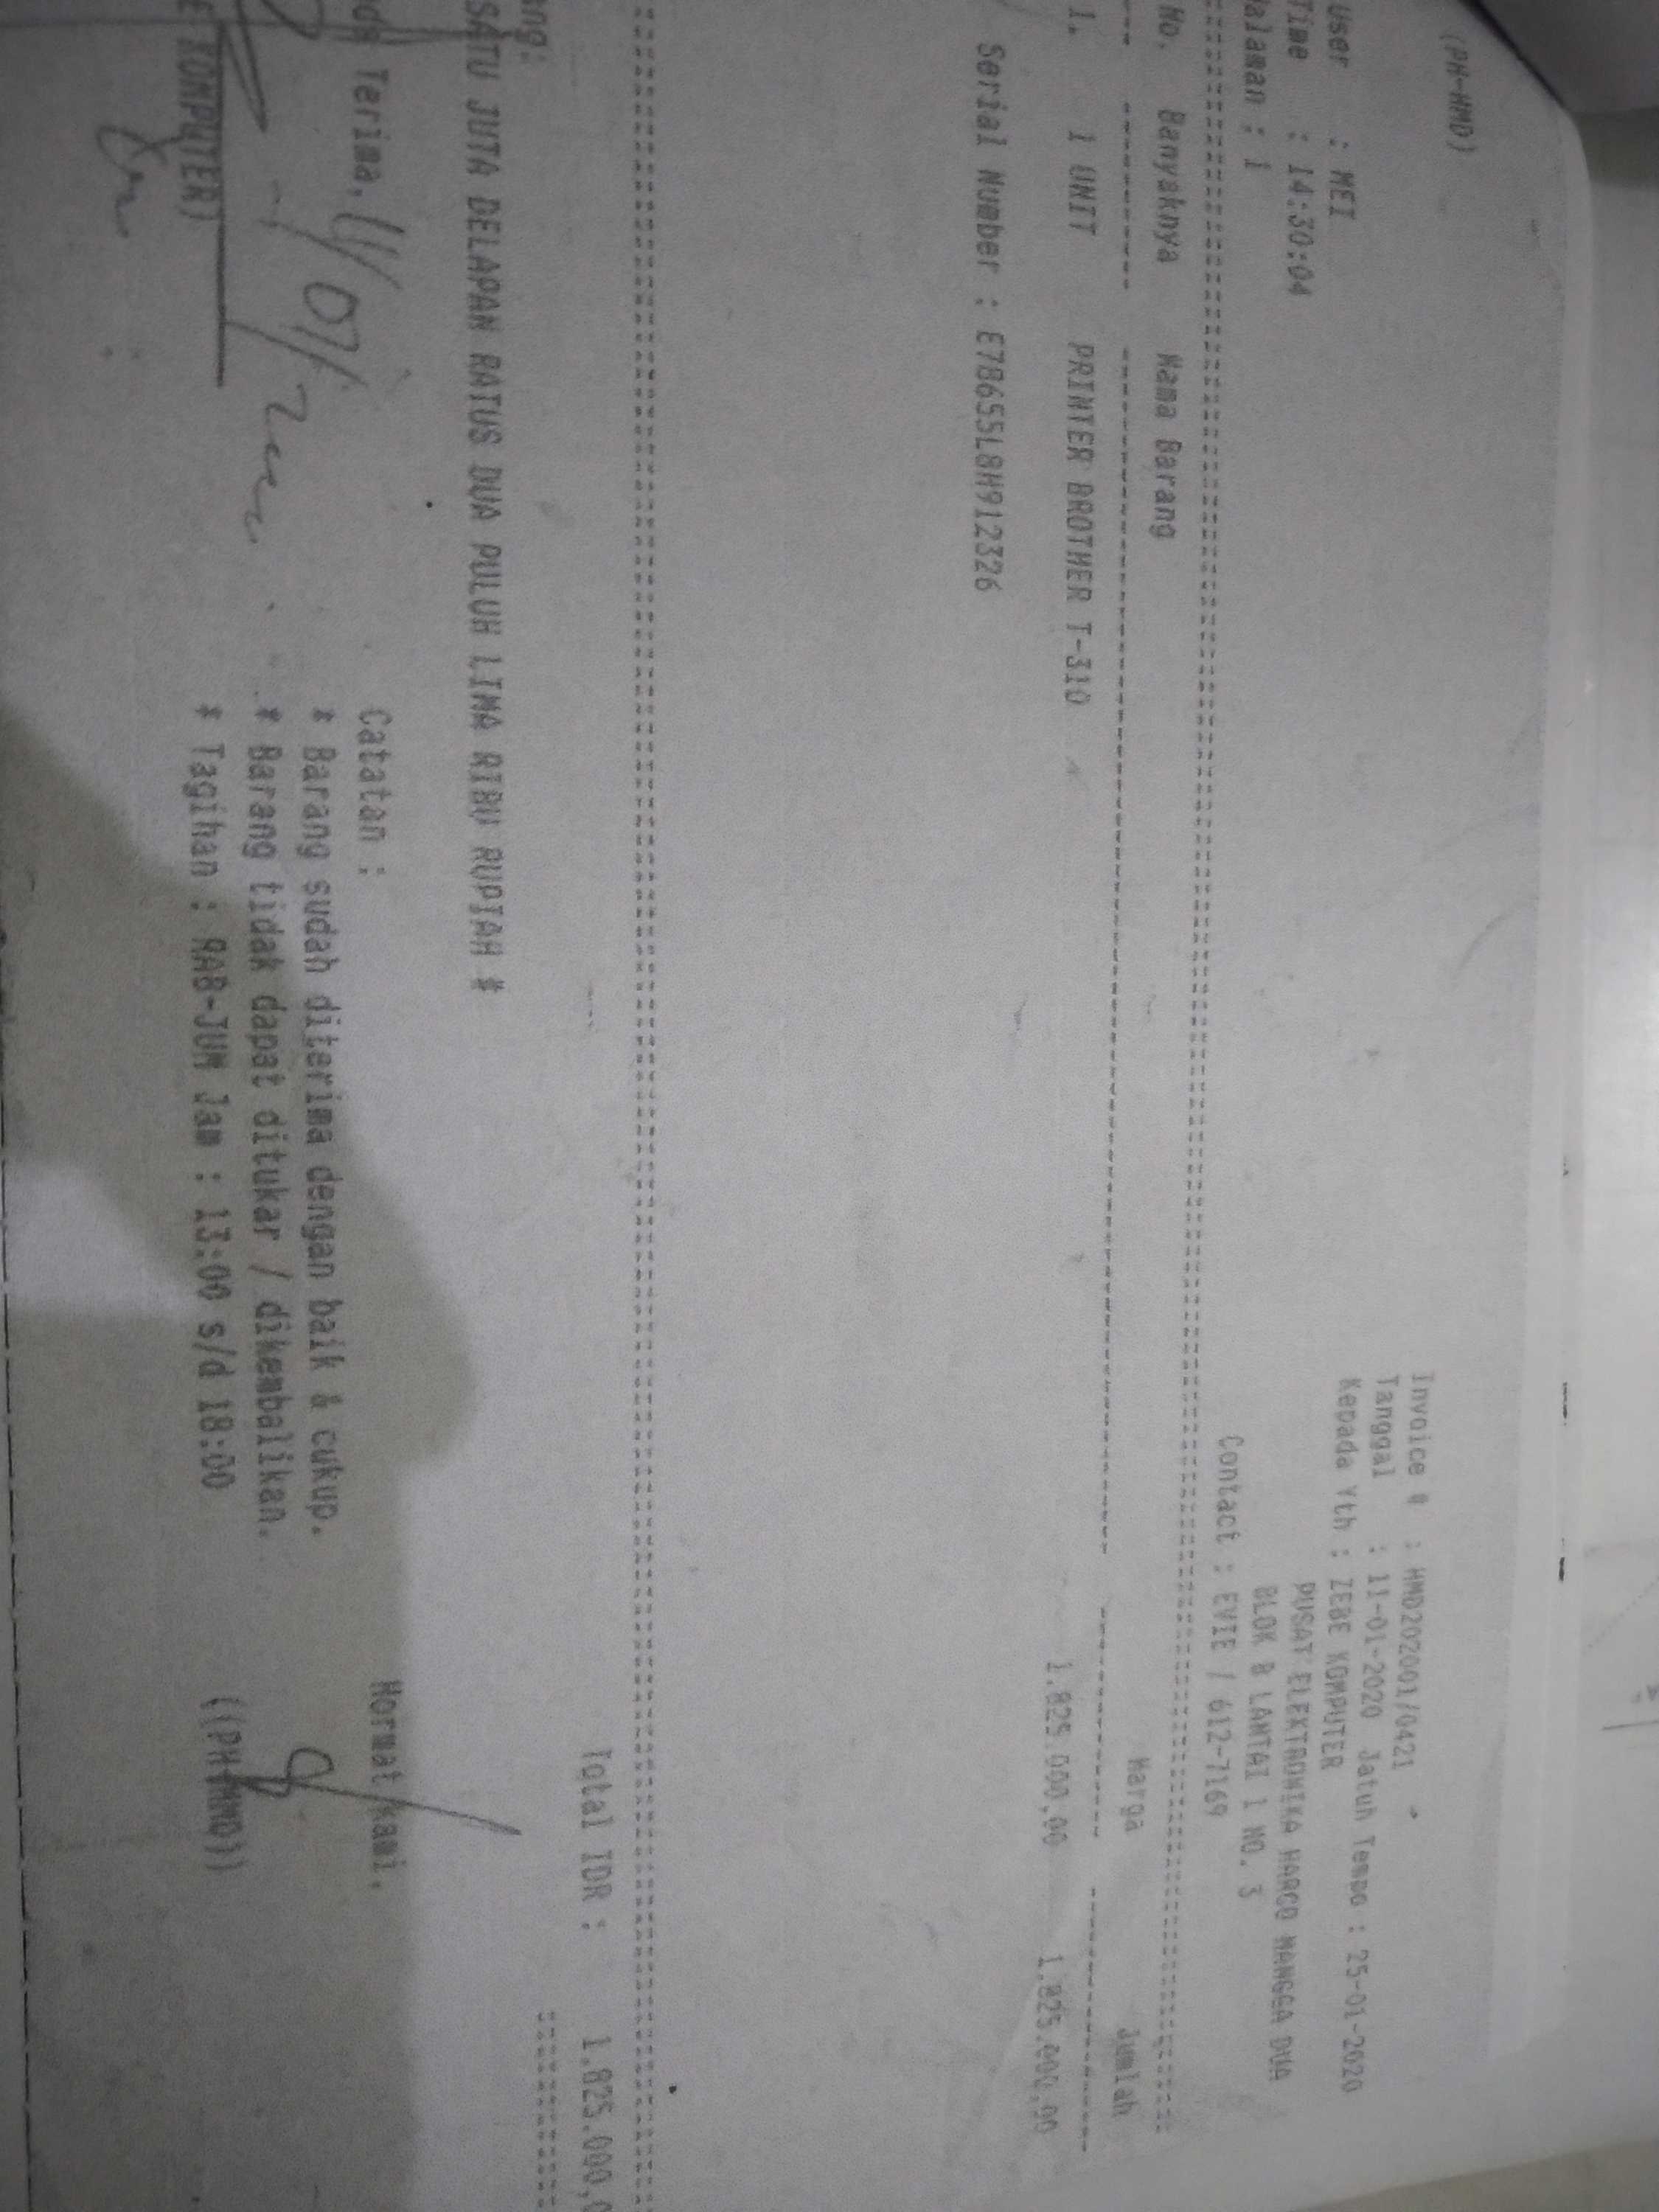 (PH-HMD)
Invoice # : HMD202001/0421
Tanggal : 11-01-2020 Jatuh Tempo : 25-01-2020
User : MEI
Kepada Yth : ZEBE KOMPUTER
Time : 14:30:04
PUSAT ELEKTRONIKA HARCO MANGGA DUA
alaman : 1
BLOK B LANTAI 1 NO. 3
Contact : EVIE / 612-7169
No. Banyaknya Nama Barang Harga Jumlah
1. 1 UNIT PRINTER BROTHER T-310 1.825.000,00 1.825.000,00
Serial Number : E78655L8H912326
Total IDR : 1.825.000,0
ang:
SATU JUTA DELAPAN RATUS DUA PULUH LIMA RIBU RUPIAH #
Terima, Catatan : Hormat kami,
* Barang sudah diterima dengan baik & cukup.
* Barang tidak dapat ditukar / dikembalikan.
KOMPUTER) * Tagihan : RAB-JUM Jam : 13:00 s/d 18:00 ((PH-HMD))